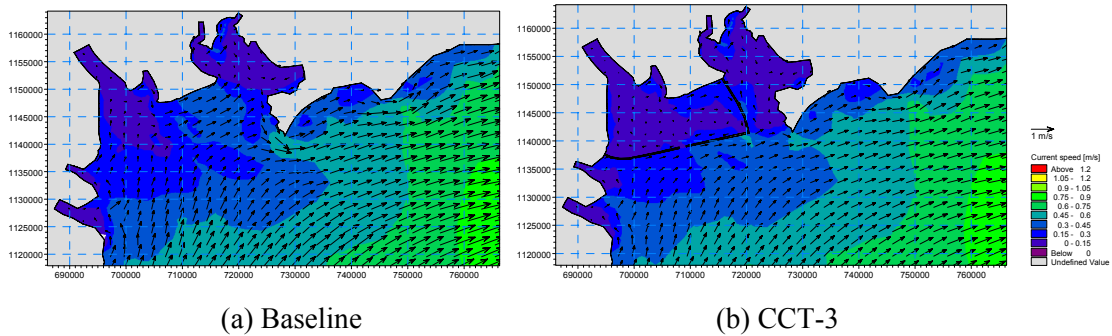 1160000
1155000
1150000
1145000
1140000
1135000
1130000
1125000
1120000
690000 700000 710000 720000 730000 740000 750000 760000
1160000
1155000
1150000
1145000
1140000
1135000
1130000
1125000
1120000
690000 700000 710000 720000 730000 740000 750000 760000
1 m/s
Current speed [m/s]
Above 1.2
1.05 - 1.2
0.9 - 1.05
0.75 - 0.9
0.6 - 0.75
0.45 - 0.6
0.3 - 0.45
0.15 - 0.3
0 - 0.15
Below 0
Undefined Value
(a) Baseline
(b) CCT-3